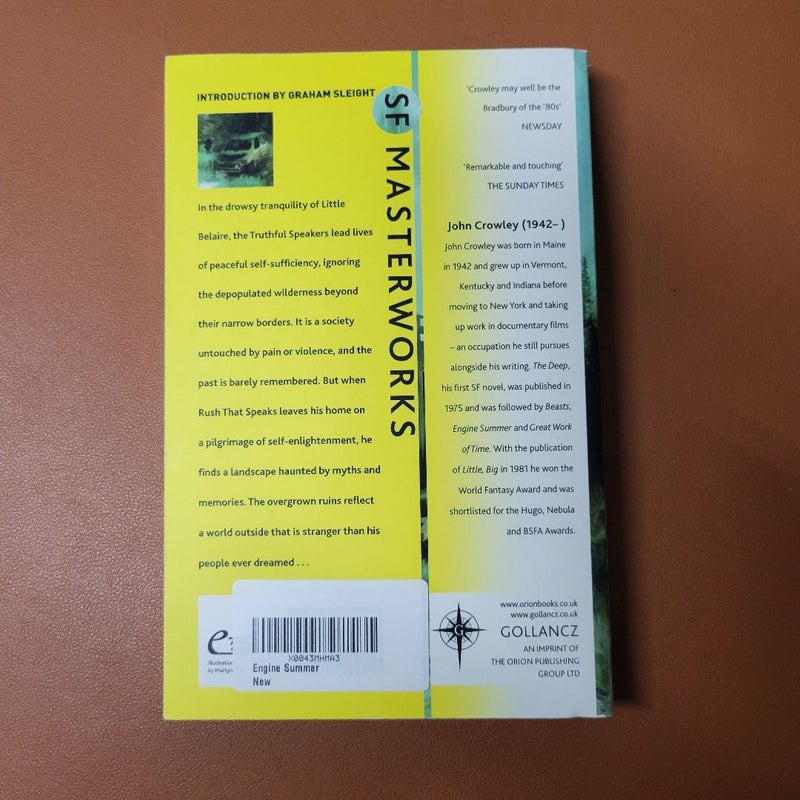 INTRODUCTION BY GRAHAM SLEIGHT
In the drowsy tranquility of Little
Belaire, the Truthful Speakers lead lives
of peaceful self-sufficiency, ignoring
the depopulated wilderness beyond
their narrow borders. It is a society
untouched by pain or violence, and the
past is barely remembered. But when
Rush That Speaks leaves his home on
a pilgrimage of self-enlightenment, he
finds a landscape haunted by myths and
memories. The overgrown ruins reflect
a world outside that is stranger than his
people ever dreamed . . .
SF MASTERWORKS
'Crowley may well be the
Bradbury of the '80s'
NEWSDAY
'Remarkable and touching'
THE SUNDAY TIMES
John Crowley (1942– )
John Crowley was born in Maine
in 1942 and grew up in Vermont,
Kentucky and Indiana before
moving to New York and taking
up work in documentary films
– an occupation he still pursues
alongside his writing. The Deep,
his first SF novel, was published in
1975 and was followed by Beasts,
Engine Summer and Great Work
of Time. With the publication
of Little, Big in 1981 he won the
World Fantasy Award and was
shortlisted for the Hugo, Nebula
and BSFA Awards.
e
Illustration
by Martyn
X0043MHMA3
Engine Summer
New
www.orionbooks.co.uk
www.gollancz.co.uk
G
GOLLANCZ
AN IMPRINT OF
THE ORION PUBLISHING
GROUP LTD